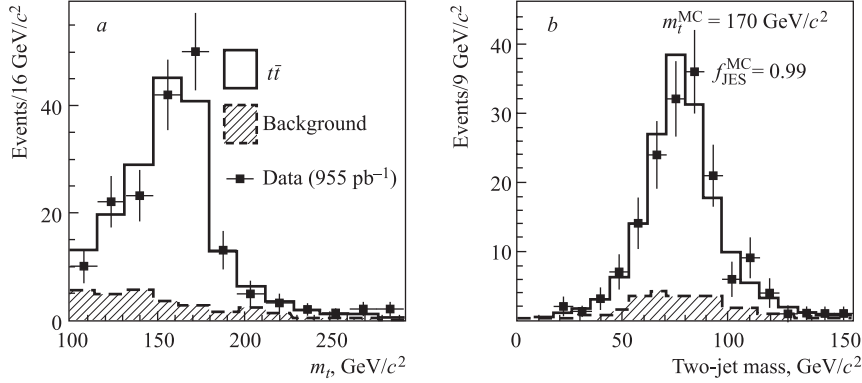 a
Events/16 GeV/c²
40
20
0
100
150
200
250
m_t, GeV/c²
tt̄
Background
Data (955 pb⁻¹)
b
m_t^MC = 170 GeV/c²
f_JES^MC = 0.99
Events/9 GeV/c²
40
30
20
10
0
0
50
100
150
Two-jet mass, GeV/c²